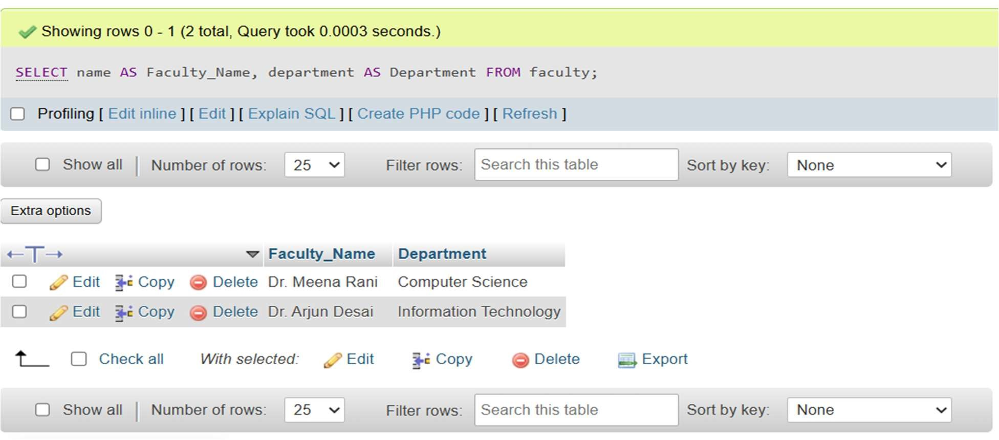 Showing rows 0 - 1 (2 total, Query took 0.0003 seconds.)
SELECT name AS Faculty_Name, department AS Department FROM faculty;
Profiling [ Edit inline ] [ Edit ] [ Explain SQL ] [ Create PHP code ] [ Refresh ]
Show all | Number of rows: 25 Filter rows: Search this table Sort by key: None
Extra options
Faculty_Name Department
Edit Copy Delete Dr. Meena Rani Computer Science
Edit Copy Delete Dr. Arjun Desai Information Technology
Check all With selected: Edit Copy Delete Export
Show all | Number of rows: 25 Filter rows: Search this table Sort by key: None